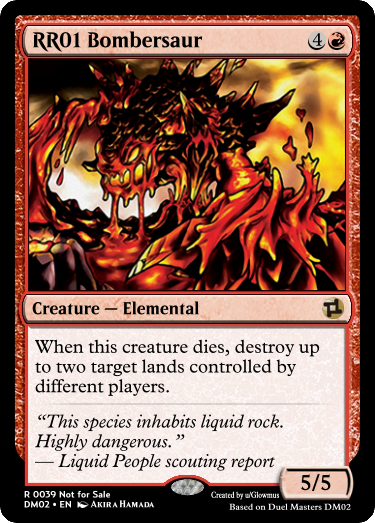 RR01 Bombersaur 4
Creature — Elemental
When this creature dies, destroy up
to two target lands controlled by
different players.
“This species inhabits liquid rock.
Highly dangerous.”
— Liquid People scouting report
5/5
R 0039 Not for Sale
DM02 • EN Akira Hamada
Created by u/Glowmus
Based on Duel Masters DM02